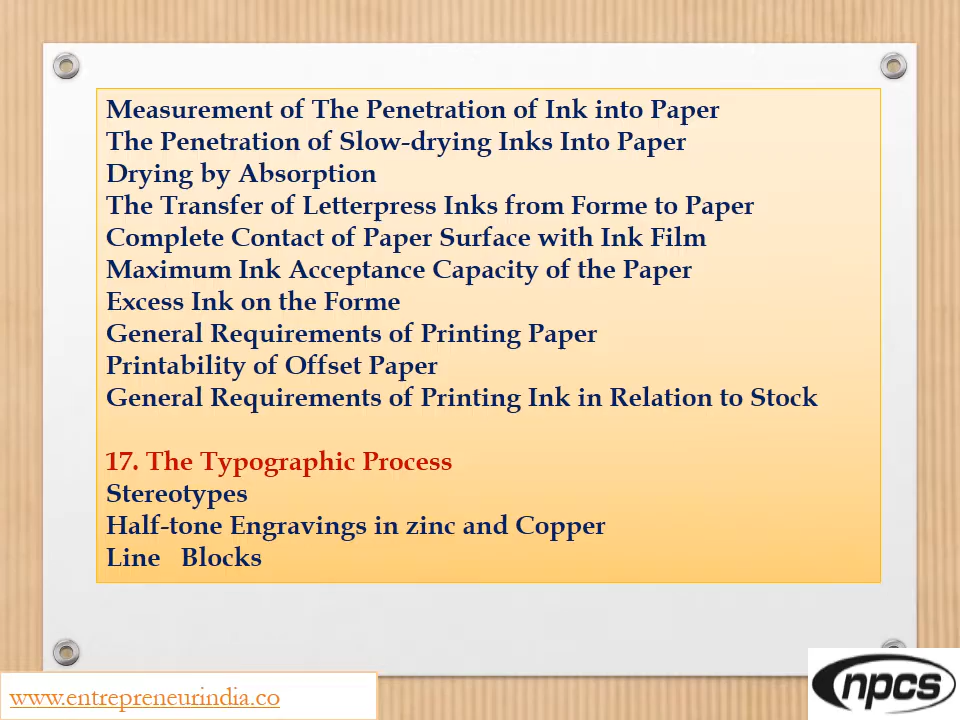 Measurement of The Penetration of Ink into Paper
The Penetration of Slow-drying Inks Into Paper
Drying by Absorption
The Transfer of Letterpress Inks from Forme to Paper
Complete Contact of Paper Surface with Ink Film
Maximum Ink Acceptance Capacity of the Paper
Excess Ink on the Forme
General Requirements of Printing Paper
Printability of Offset Paper
General Requirements of Printing Ink in Relation to Stock
17. The Typographic Process
Stereotypes
Half-tone Engravings in zinc and Copper
Line   Blocks
www.entrepreneurindia.co
npcs